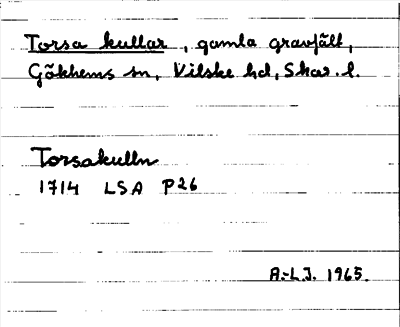 Torsa kullar, gamla gravfält,
Gökhems sn, Vilske hd, Skar. l.
Torsakulln
1714 LSA P26
A.-L.J. 1965.